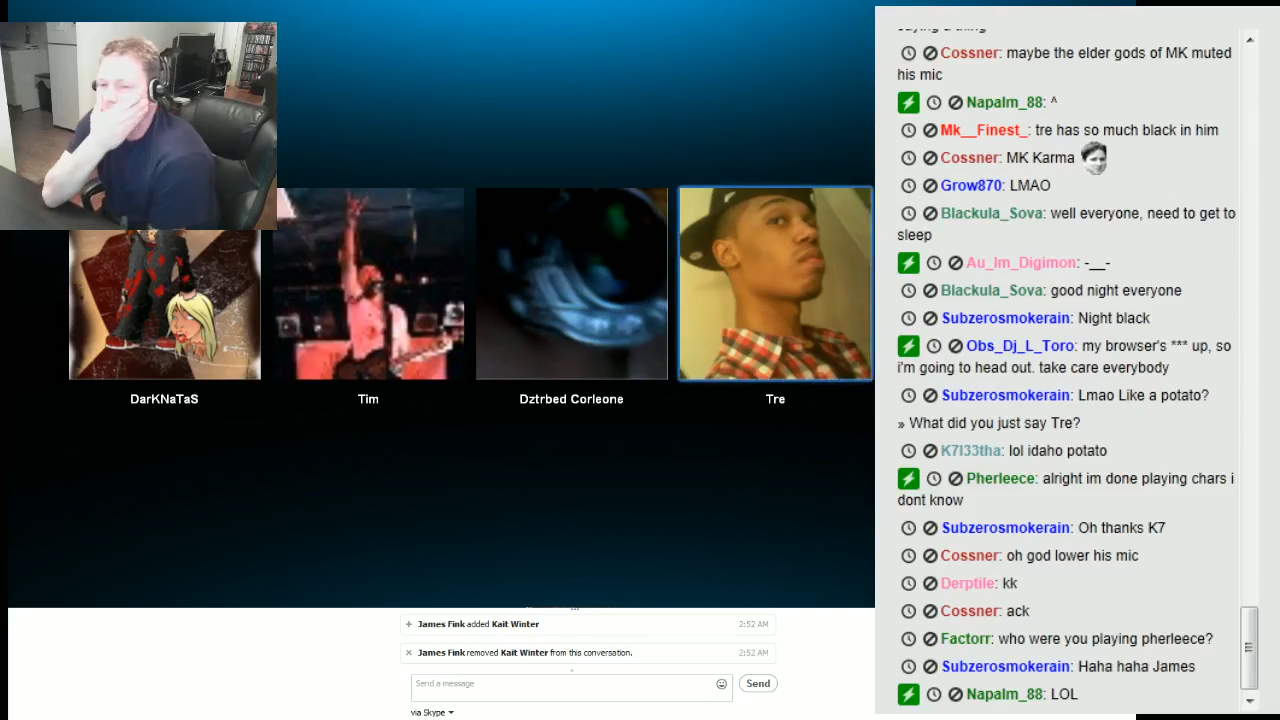 DarKNaTaS
Tim
Dztrbed Corleone
Tre
James Fink added Kait Winter 2:52 AM
James Fink removed Kait Winter from this conversation. 2:52 AM
Send a message
Send
via Skype
Cossner: maybe the elder gods of MK muted
his mic
Napalm_88: ^
Mk__Finest_: tre has so much black in him
Cossner: MK Karma
Grow870: LMAO
Blackula_Sova: well everyone, need to get to
sleep
Au_Im_Digimon: -__-
Blackula_Sova: good night everyone
Subzerosmokerain: Night black
Obs_Dj_L_Toro: my browser's *** up, so
i'm going to head out. take care everybody
Subzerosmokerain: Lmao Like a potato?
» What did you just say Tre?
K7l33tha: lol idaho potato
Pherleece: alright im done playing chars i
dont know
Subzerosmokerain: Oh thanks K7
Cossner: oh god lower his mic
Derptile: kk
Cossner: ack
Factorr: who were you playing pherleece?
Subzerosmokerain: Haha haha James
Napalm_88: LOL